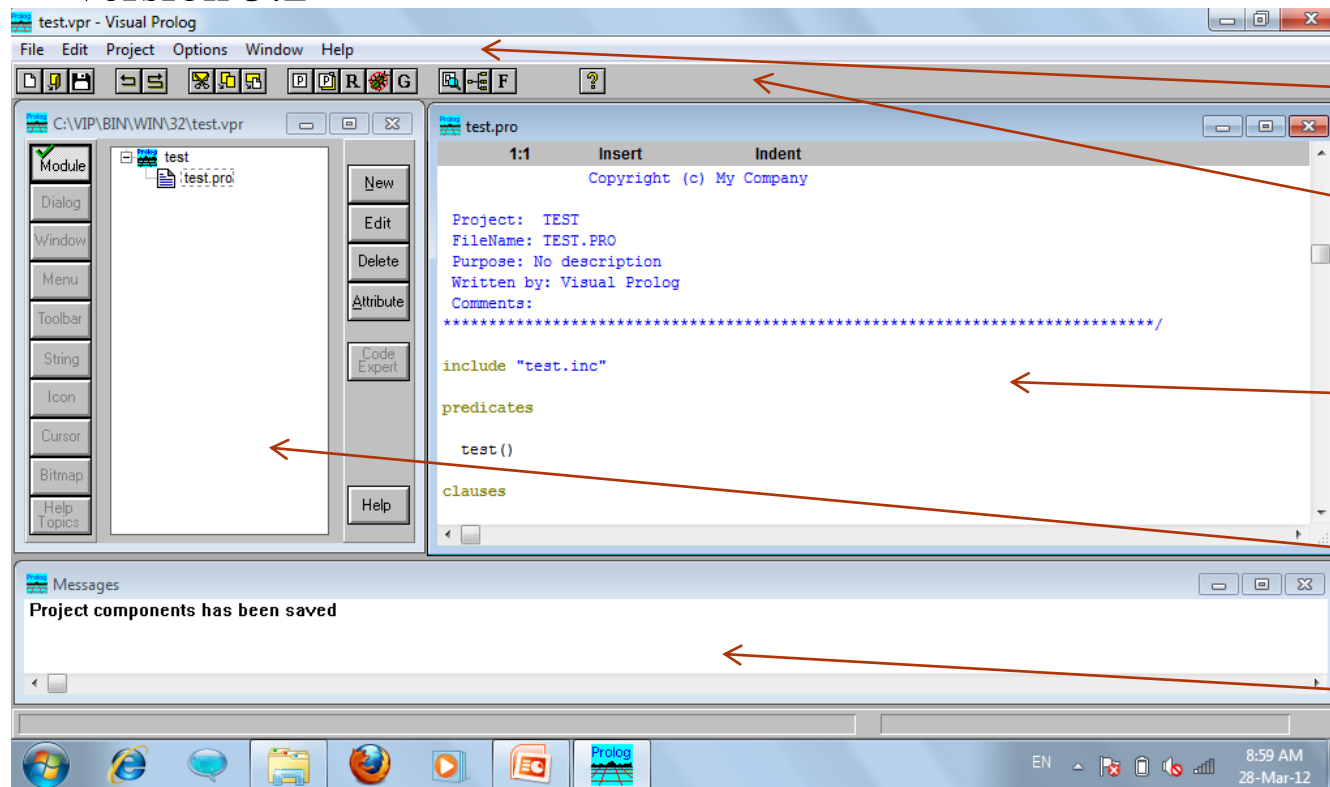 test.vpr - Visual Prolog
File Edit Project Options Window Help
R G F ?
C:\VIP\BIN\WIN\32\test.vpr
Module
Dialog
Window
Menu
Toolbar
String
Icon
Cursor
Bitmap
Help Topics
test
test.pro
New
Edit
Delete
Attribute
Code Expert
Help
test.pro
1:1 Insert Indent
Copyright (c) My Company
Project: TEST
FileName: TEST.PRO
Purpose: No description
Written by: Visual Prolog
Comments:
*****************************************************************************/
include "test.inc"
predicates
test()
clauses
Messages
Project components has been saved
Prolog
EN
8:59 AM
28-Mar-12